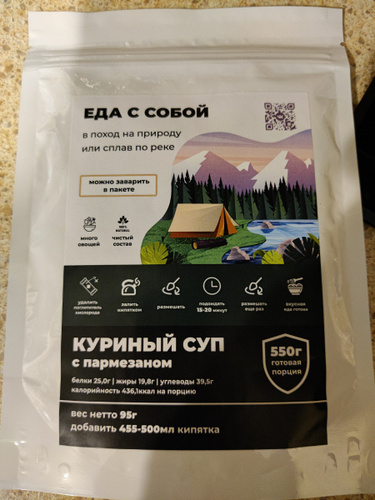 ЕДА С СОБОЙ
в поход на природу
или сплав по реке
можно заварить
в пакете
много
овощей
100%
NATURAL
чистый
состав
удалить
поглотитель
кислорода
залить
кипятком
размешать
подождать
15-20 минут
размешать
еще раз
вкусная
еда готова
КУРИНЫЙ СУП
с пармезаном
550г
готовая
порция
белки 25,0г | жиры 19,8г | углеводы 39,5г
калорийность 436,1ккал на порцию
вес нетто 95г
добавить 455-500мл кипятка